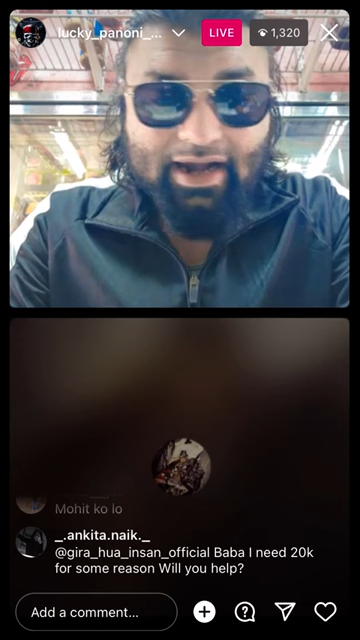 lucky_panoni_...
LIVE
1,320
Mohit ko lo
_.ankita.naik._
@gira_hua_insan_official Baba I need 20k
for some reason Will you help?
Add a comment...